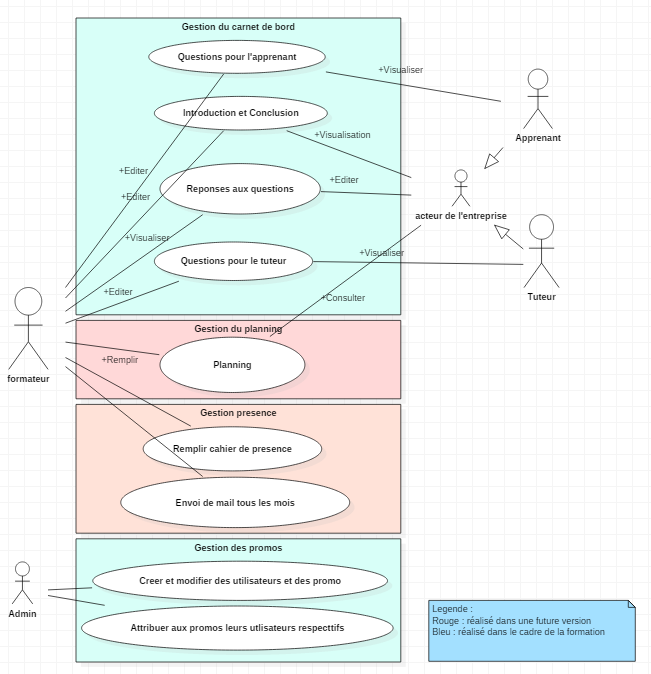 Gestion du carnet de bord
Questions pour l'apprenant
+Visualiser
Introduction et Conclusion
+Visualisation
Apprenant
+Editer
+Editer
Reponses aux questions
+Editer
acteur de l'entreprise
+Visualiser
Questions pour le tuteur
+Visualiser
+Editer
+Consulter
Tuteur
Gestion du planning
+Remplir
Planning
formateur
Gestion presence
Remplir cahier de presence
Envoi de mail tous les mois
Gestion des promos
Creer et modifier des utilisateurs et des promo
Admin
Attribuer aux promos leurs utlisateurs respecttifs
Legende :
Rouge : réalisé dans une future version
Bleu : réalisé dans le cadre de la formation